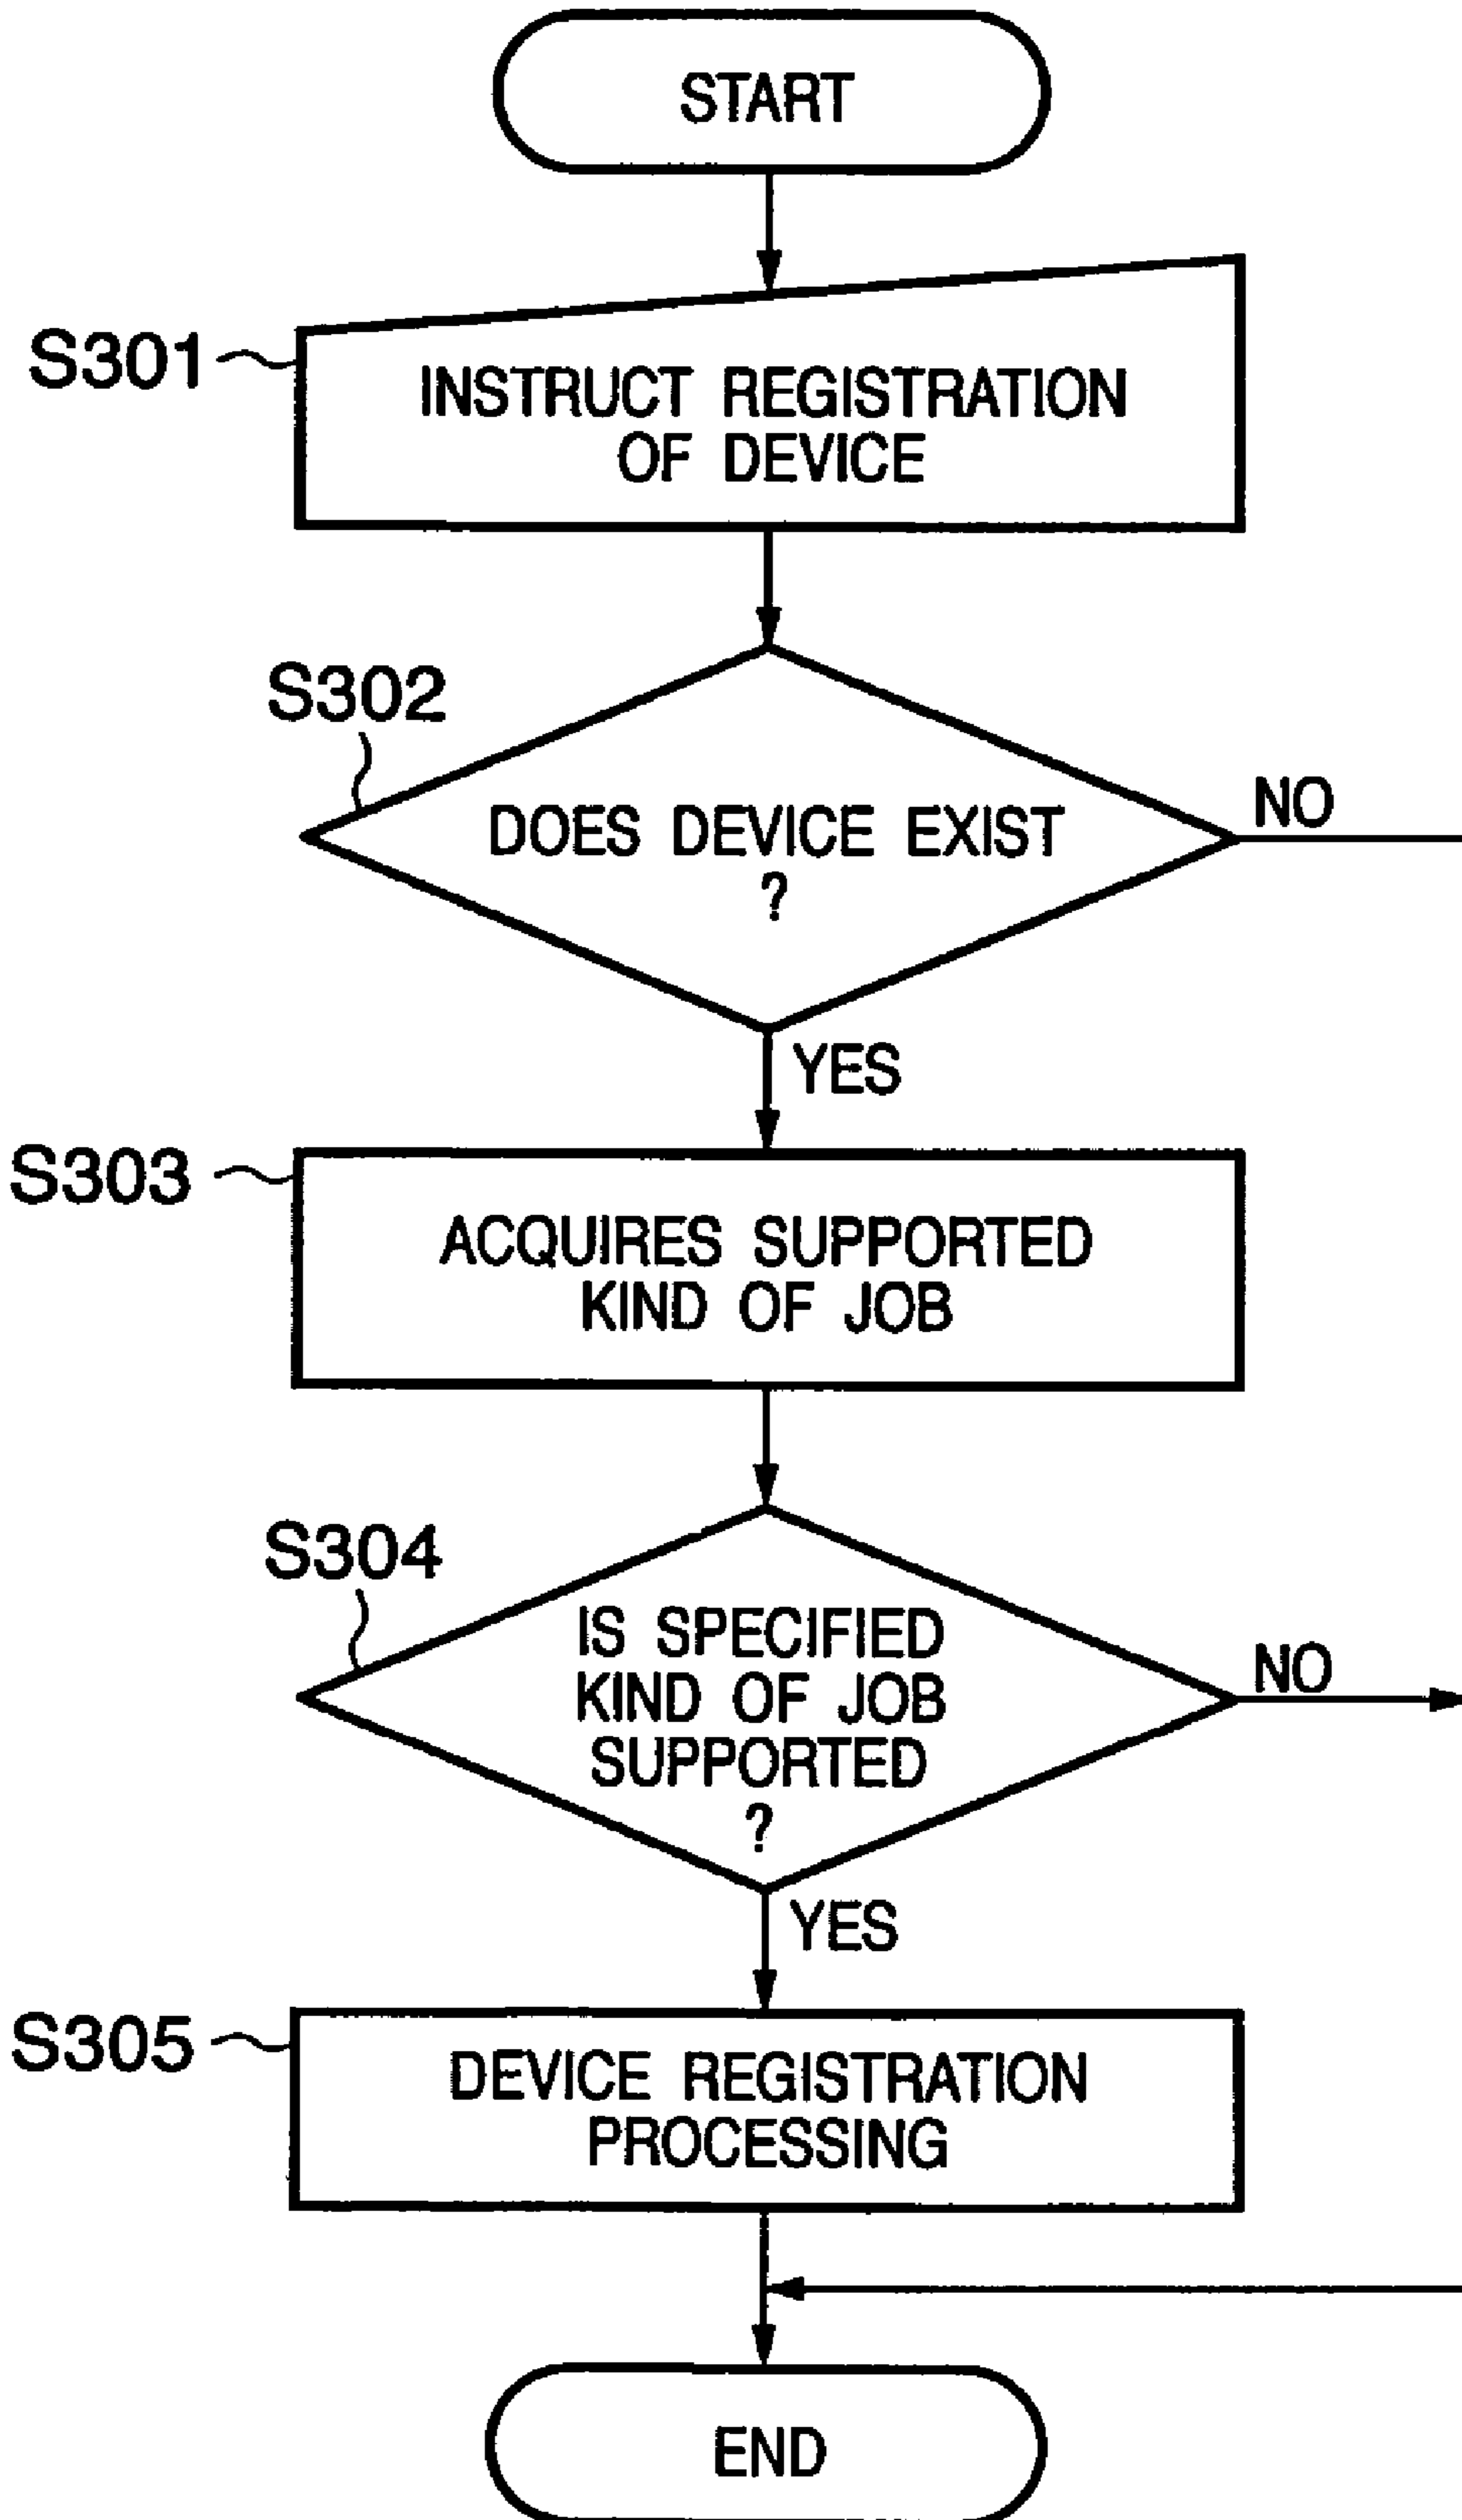 START
S301
INSTRUCT REGISTRATION
OF DEVICE
S302
DOES DEVICE EXIST
?
NO
YES
S303
ACQUIRES SUPPORTED
KIND OF JOB
S304
IS SPECIFIED
KIND OF JOB
SUPPORTED
?
NO
YES
S305
DEVICE REGISTRATION
PROCESSING
END